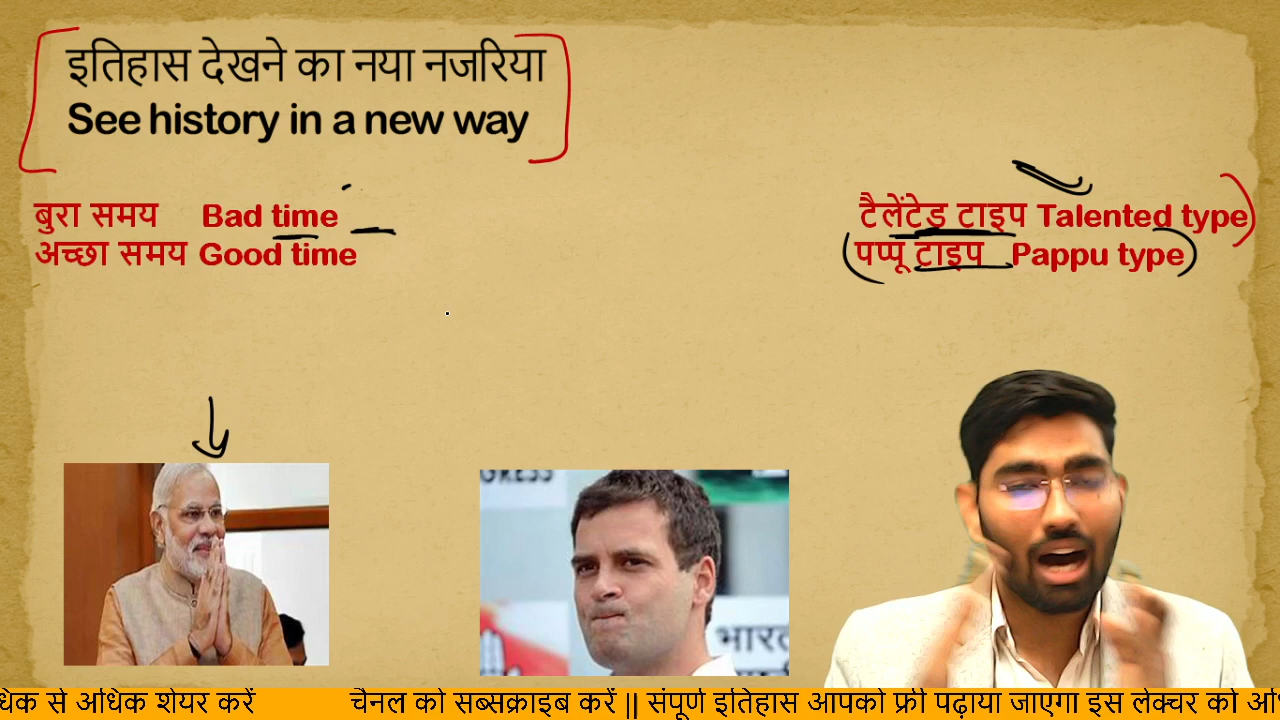 इतिहास देखने का नया नजरिया
See history in a new way
बुरा समय Bad time
अच्छा समय Good time
टैलेंटेड टाइप Talented type
पप्पू टाइप Pappu type
से अधिक शेयर करें चैनल को सब्सक्राइब करें || संपूर्ण इतिहास आपको फ्री पढ़ाया जाएगा इस लेक्चर को